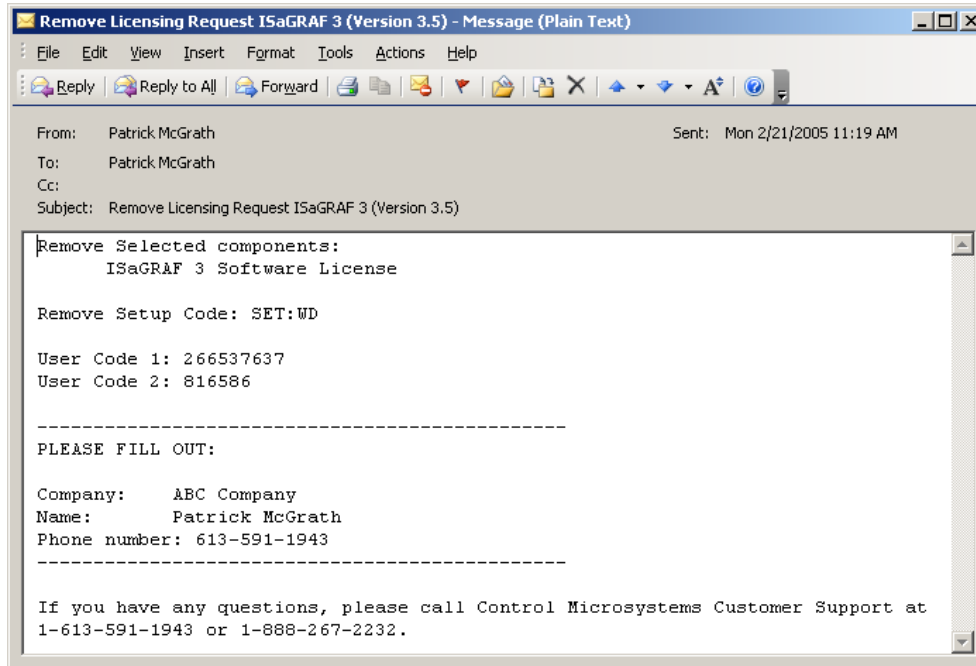 Remove Licensing Request ISaGRAF 3 (Version 3.5) - Message (Plain Text)
File Edit View Insert Format Tools Actions Help
Reply Reply to All Forward
From: Patrick McGrath Sent: Mon 2/21/2005 11:19 AM
To: Patrick McGrath
Cc:
Subject: Remove Licensing Request ISaGRAF 3 (Version 3.5)
Remove Selected components:
ISaGRAF 3 Software License
Remove Setup Code: SET:WD
User Code 1: 266537637
User Code 2: 816586
-----------------------------------------------
PLEASE FILL OUT:
Company: ABC Company
Name: Patrick McGrath
Phone number: 613-591-1943
-----------------------------------------------
If you have any questions, please call Control Microsystems Customer Support at
1-613-591-1943 or 1-888-267-2232.